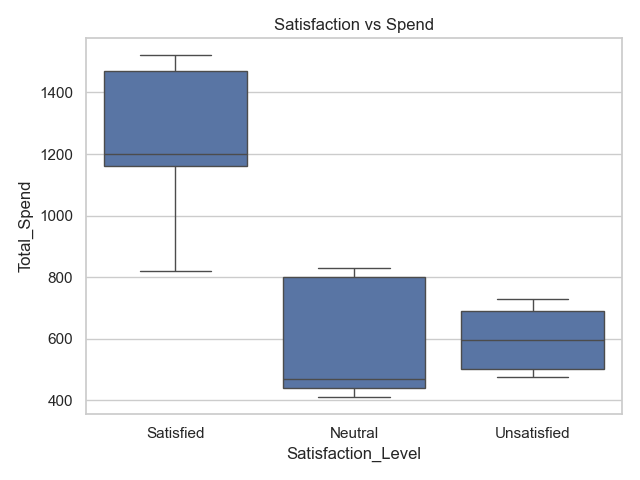 Satisfaction vs Spend
Total_Spend
1400
1200
1000
800
600
400
Satisfied
Neutral
Unsatisfied
Satisfaction_Level